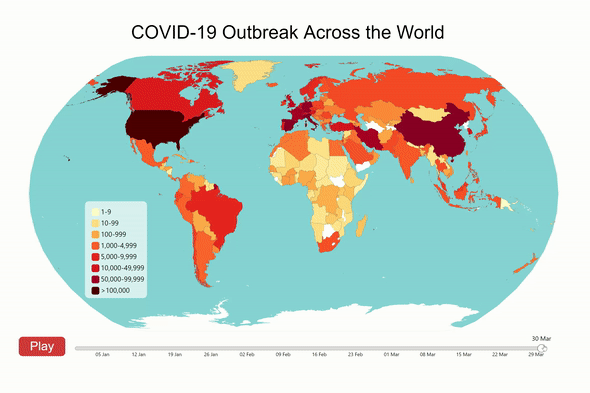 COVID-19 Outbreak Across the World
1-9
10-99
100-999
1,000-4,999
5,000-9,999
10,000-49,999
50,000-99,999
>100,000
30 Mar
Play
05 Jan 12 Jan 19 Jan 26 Jan 02 Feb 09 Feb 16 Feb 23 Feb 01 Mar 08 Mar 15 Mar 22 Mar 29 Mar